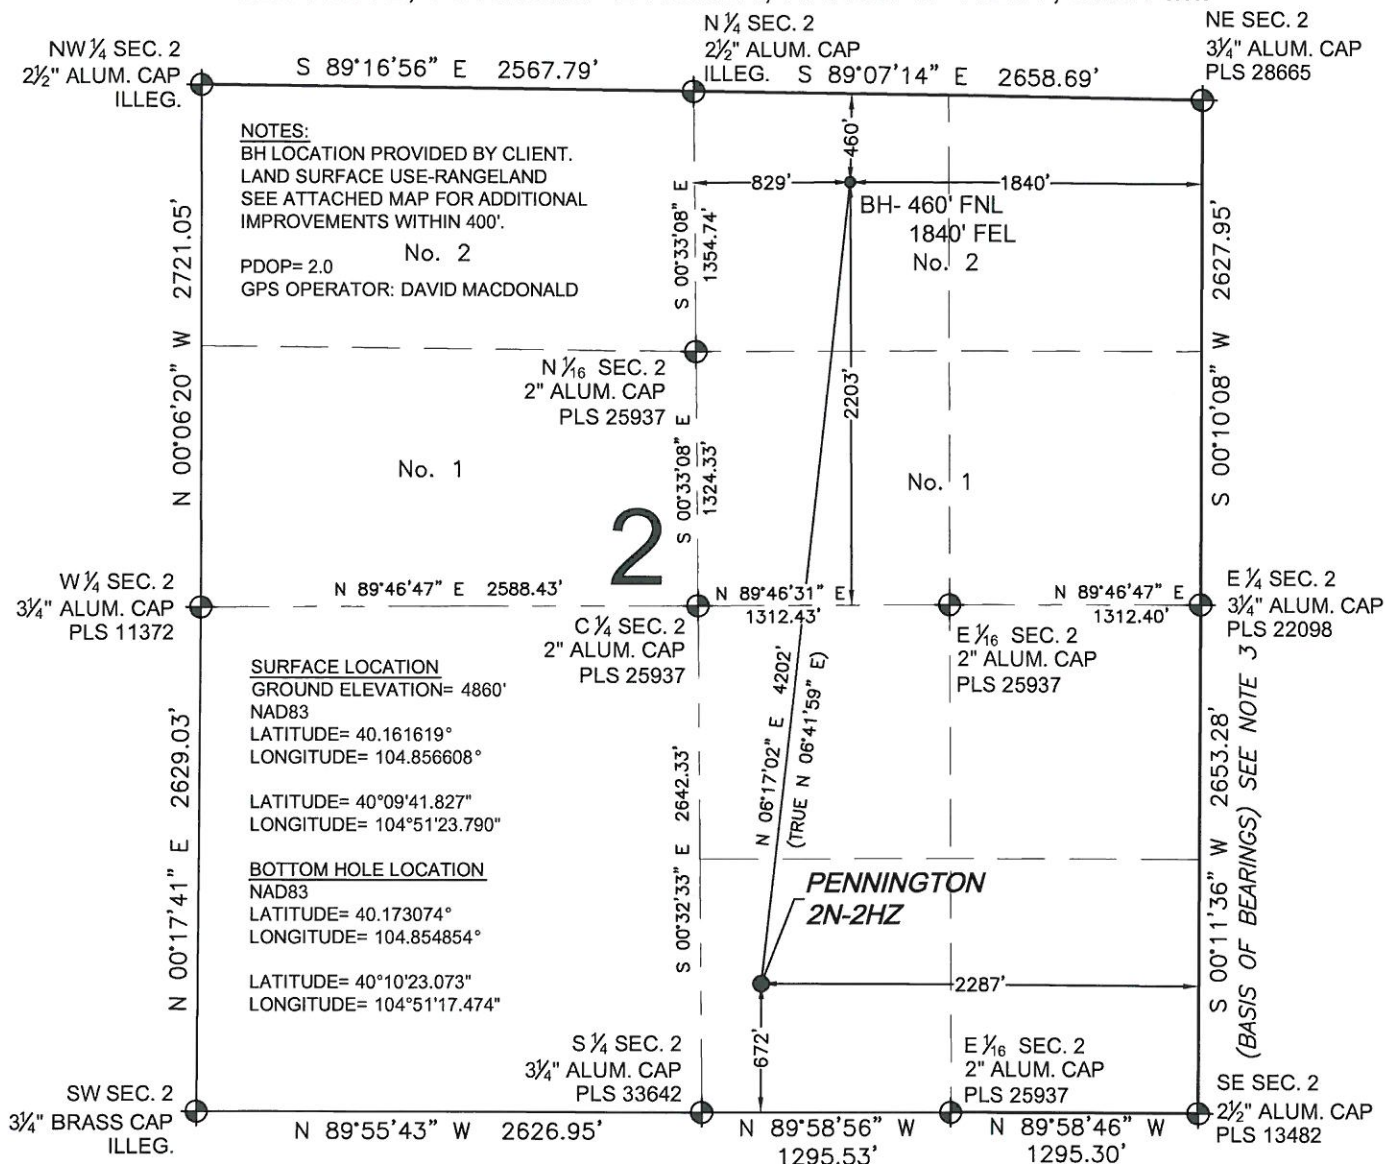 NW ¼ SEC. 2
2½" ALUM. CAP
ILLEG.
S 89°16'56" E 2567.79'
N ¼ SEC. 2
2½" ALUM. CAP
ILLEG.
S 89°07'14" E 2658.69'
NE SEC. 2
3¼" ALUM. CAP
PLS 28665
NOTES:
BH LOCATION PROVIDED BY CLIENT.
LAND SURFACE USE-RANGELAND
SEE ATTACHED MAP FOR ADDITIONAL
IMPROVEMENTS WITHIN 400'.
No. 2
PDOP= 2.0
GPS OPERATOR: DAVID MACDONALD
N 00°06'20" W 2721.05'
S 00°33'08" E
1354.74'
460'
829'
1840'
BH- 460' FNL
1840' FEL
No. 2
S 00°10'08" W 2627.95'
N 1/16 SEC. 2
2" ALUM. CAP
PLS 25937
2203'
No. 1
S 00°33'08" E
1324.33'
No. 1
2
W ¼ SEC. 2
3¼" ALUM. CAP
PLS 11372
N 89°46'47" E 2588.43'
N 89°46'31" E
1312.43'
N 89°46'47" E
1312.40'
E ¼ SEC. 2
3¼" ALUM. CAP
PLS 22098
C ¼ SEC. 2
2" ALUM. CAP
PLS 25937
E 1/16 SEC. 2
2" ALUM. CAP
PLS 25937
SURFACE LOCATION
GROUND ELEVATION= 4860'
NAD83
LATITUDE= 40.161619°
LONGITUDE= 104.856608°
LATITUDE= 40°09'41.827"
LONGITUDE= 104°51'23.790"
BOTTOM HOLE LOCATION
NAD83
LATITUDE= 40.173074°
LONGITUDE= 104.854854°
LATITUDE= 40°10'23.073"
LONGITUDE= 104°51'17.474"
N 00°17'41" E 2629.03'
S 00°32'33" E 2642.33'
N 06°17'02" E 4202'
(TRUE N 06°41'59" E)
S 00°11'36" W 2653.28'
(BASIS OF BEARINGS) SEE NOTE 3
PENNINGTON
2N-2HZ
2287'
672'
S ¼ SEC. 2
3¼" ALUM. CAP
PLS 33642
E 1/16 SEC. 2
2" ALUM. CAP
PLS 25937
SW SEC. 2
3¼" BRASS CAP
ILLEG.
N 89°55'43" W 2626.95'
N 89°58'56" W
1295.53'
N 89°58'46" W
1295.30'
SE SEC. 2
2½" ALUM. CAP
PLS 13482